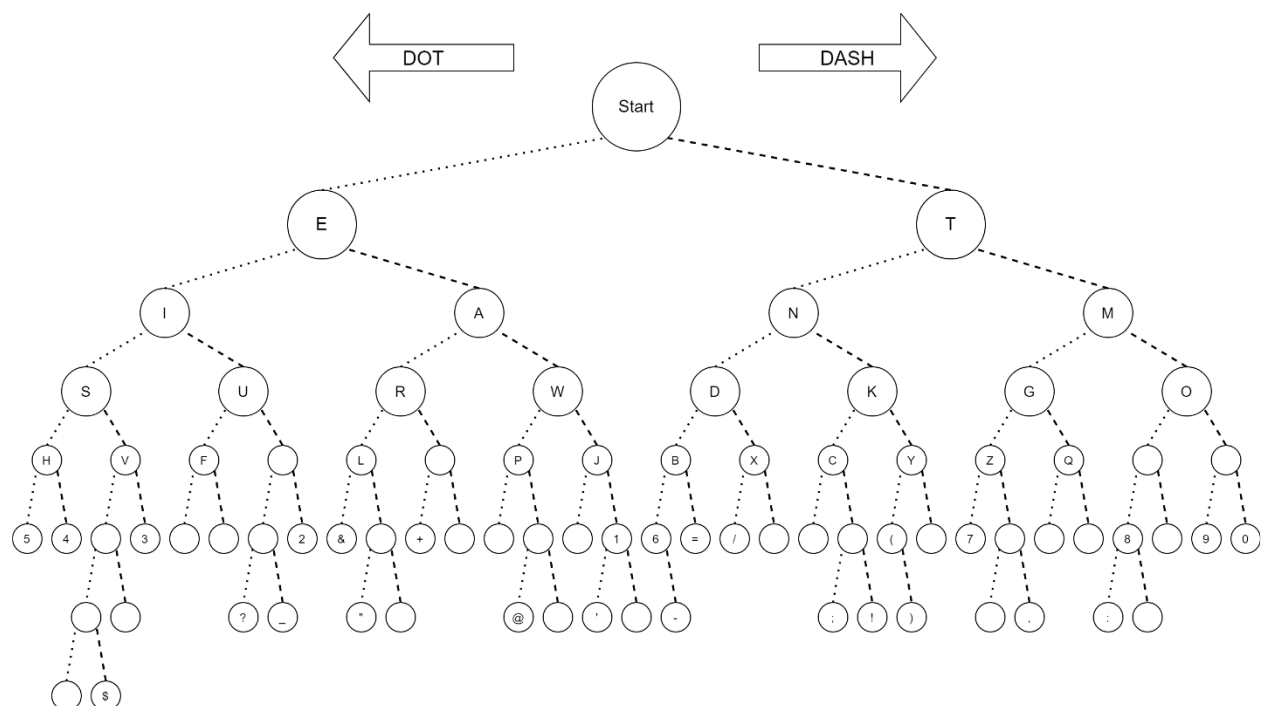 DOT DASH
Start
E T
I A N M
S U R W D K G O
H V F L P J B X C Y Z Q
5 4 3 2 & + 1 6 = / ( 7 8 9 0
? _ " @ ' - ; ! ) , :
$